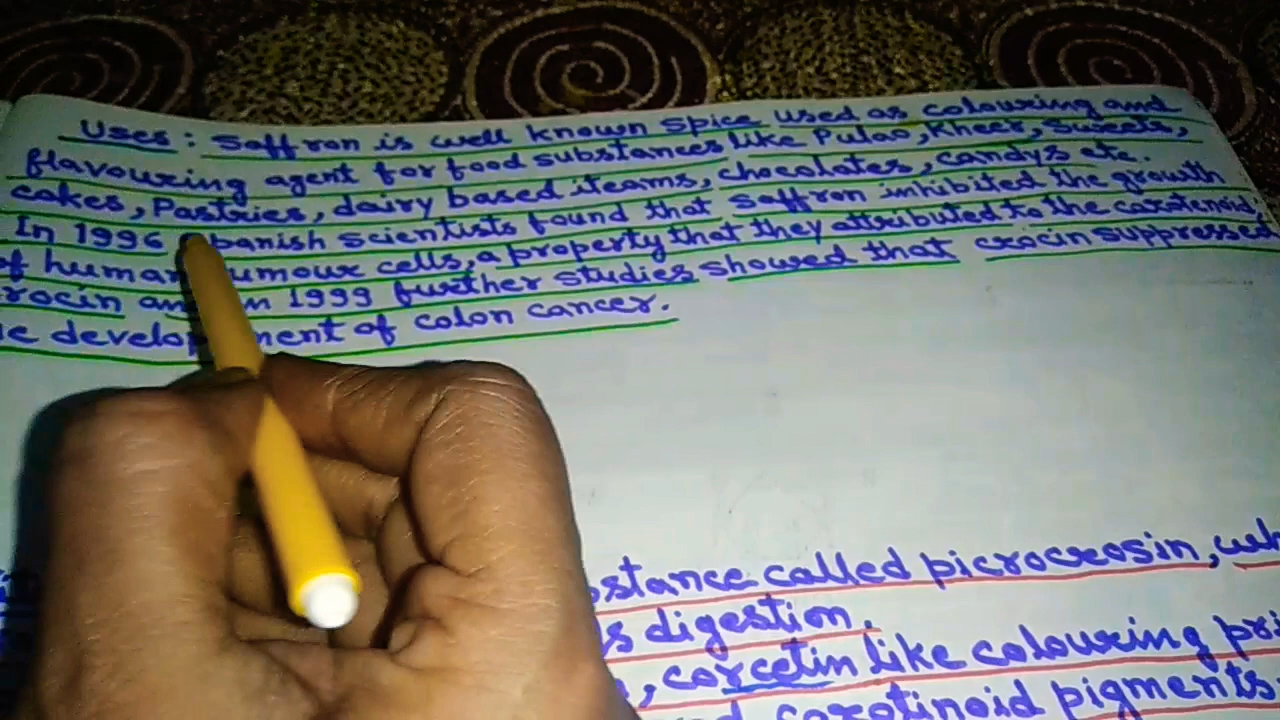 Uses : Saffron is well known spice used as colouring and
flavouring agent for food substances like Pulao, Kheer, Sweets,
cakes, Pastries, dairy based iteams, chocolates, candys etc.
In 1996 Spanish scientists found that saffron inhibited the growth
of human tumour cells, a property that they attributed to the carotenoid,
crocin and in 1999 further studies showed that crocin suppressed
development of colon cancer.
called picrocrosin,
digestion.
corcetin like colouring
carotinoid pigments